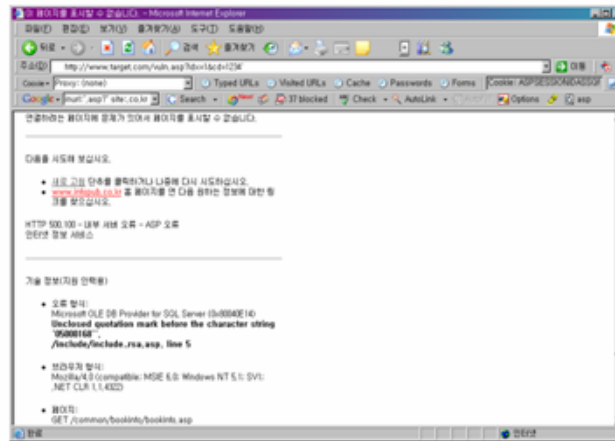 이 페이지를 표시할 수 없습니다. - Microsoft Internet Explorer
파일(F) 편집(E) 보기(V) 즐겨찾기(A) 도구(T) 도움말(H)
뒤로 검색 즐겨찾기
주소(D) http://www.target.com/vuln.asp? 이동
Cookie Proxy: (none) Typed URLs Visited URLs Cache Passwords Forms
Google Search 37 blocked Check AutoLink Options asp
연결하려는 페이지에 문제가 있어서 페이지를 표시할 수 없습니다.
다음을 시도해 보십시오.
새로 고침 단추를 클릭하거나 나중에 다시 시도하십시오.
www.infopub.co.kr 홈 페이지를 연 다음 원하는 정보에 대한 링
크를 찾으십시오.
HTTP 500.100 - 내부 서버 오류 - ASP 오류
인터넷 정보 서비스
기술 정보(지원 인력용)
오류 형식:
Microsoft OLE DB Provider for SQL Server (0x80040E14)
Unclosed quotation mark before the character string
'05000168'',
/include/include_rsa.asp, line 5
브라우저 형식:
Mozilla/4.0 (compatible; MSIE 6.0; Windows NT 5.1; SV1;
.NET CLR 1.1.4322)
페이지:
GET /common/bookinfo/bookinfo.asp
완료 인터넷